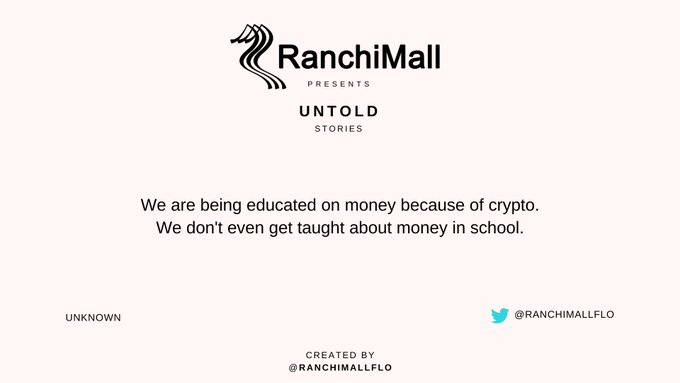 RanchiMall
PRESENTS
UNTOLD
STORIES
We are being educated on money because of crypto.
We don't even get taught about money in school.
UNKNOWN
@RANCHIMALLFLO
CREATED BY
@RANCHIMALLFLO